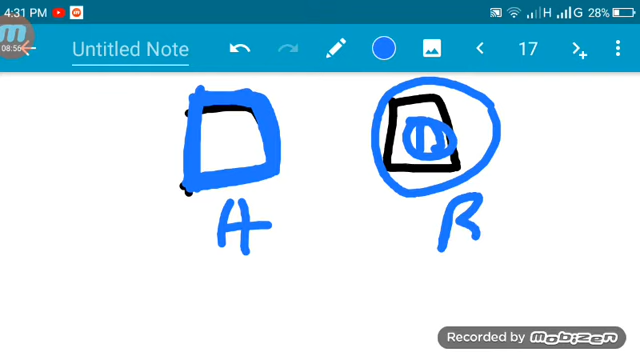 4:31 PM H G 28%
08:56 Untitled Note 17
H R
Recorded by mobizen